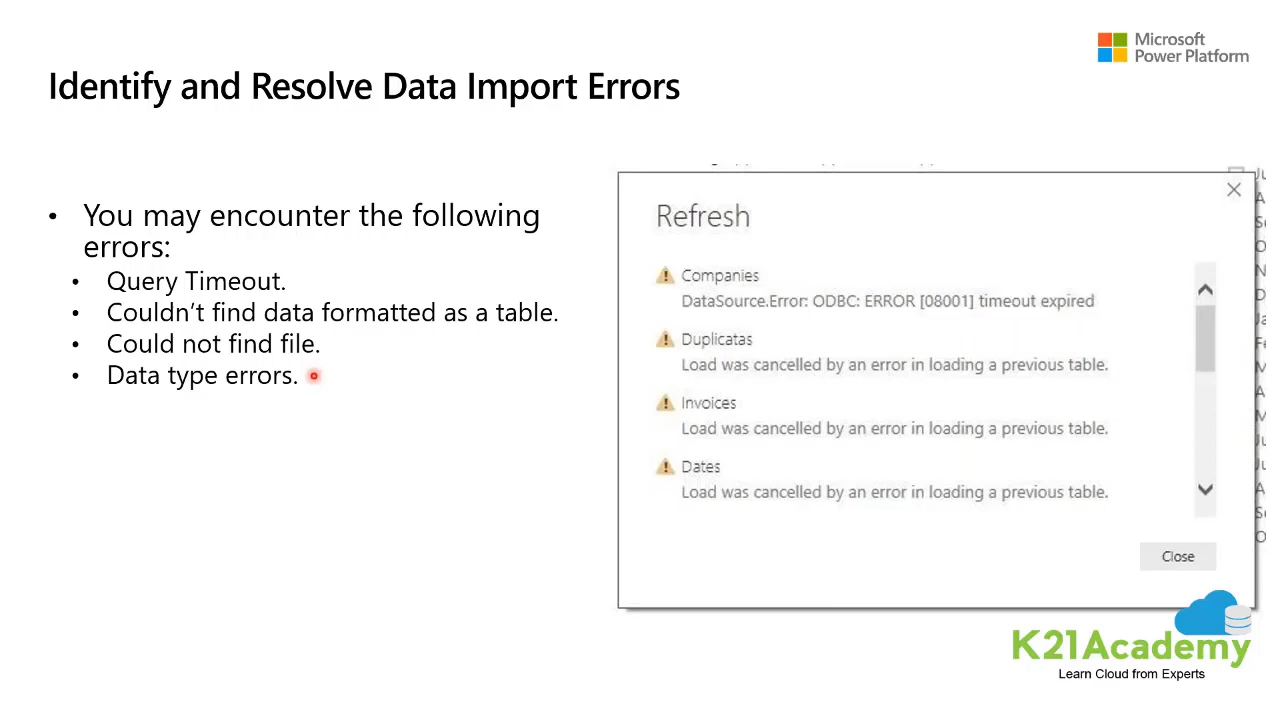 Microsoft
Power Platform
Identify and Resolve Data Import Errors
• You may encounter the following
errors:
• Query Timeout.
• Couldn’t find data formatted as a table.
• Could not find file.
• Data type errors.
Refresh
Companies
DataSource.Error: ODBC: ERROR [08001] timeout expired
Duplicatas
Load was cancelled by an error in loading a previous table.
Invoices
Load was cancelled by an error in loading a previous table.
Dates
Load was cancelled by an error in loading a previous table.
Close
K21Academy
Learn Cloud from Experts